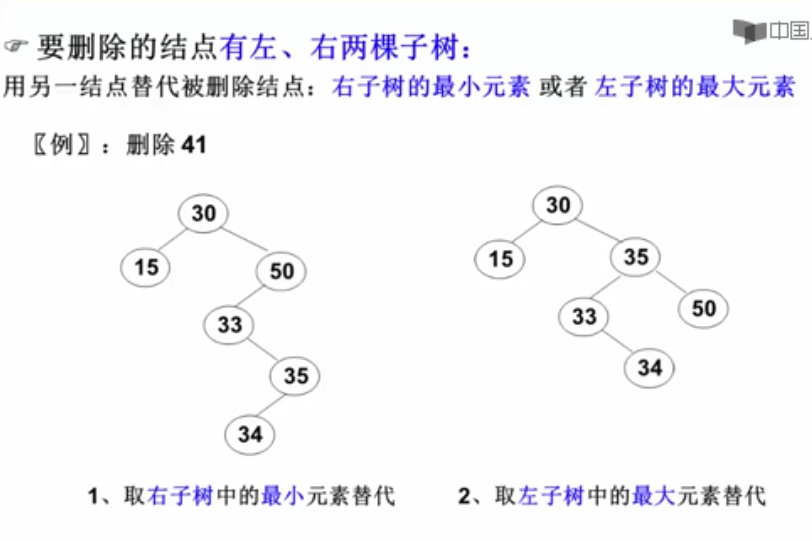 中国
☞ 要删除的结点有左、右两棵子树：
用另一结点替代被删除结点：右子树的最小元素 或者 左子树的最大元素
〖例〗：删除 41
30
15
50
33
35
34
30
15
35
33
50
34
1、取右子树中的最小元素替代
2、取左子树中的最大元素替代